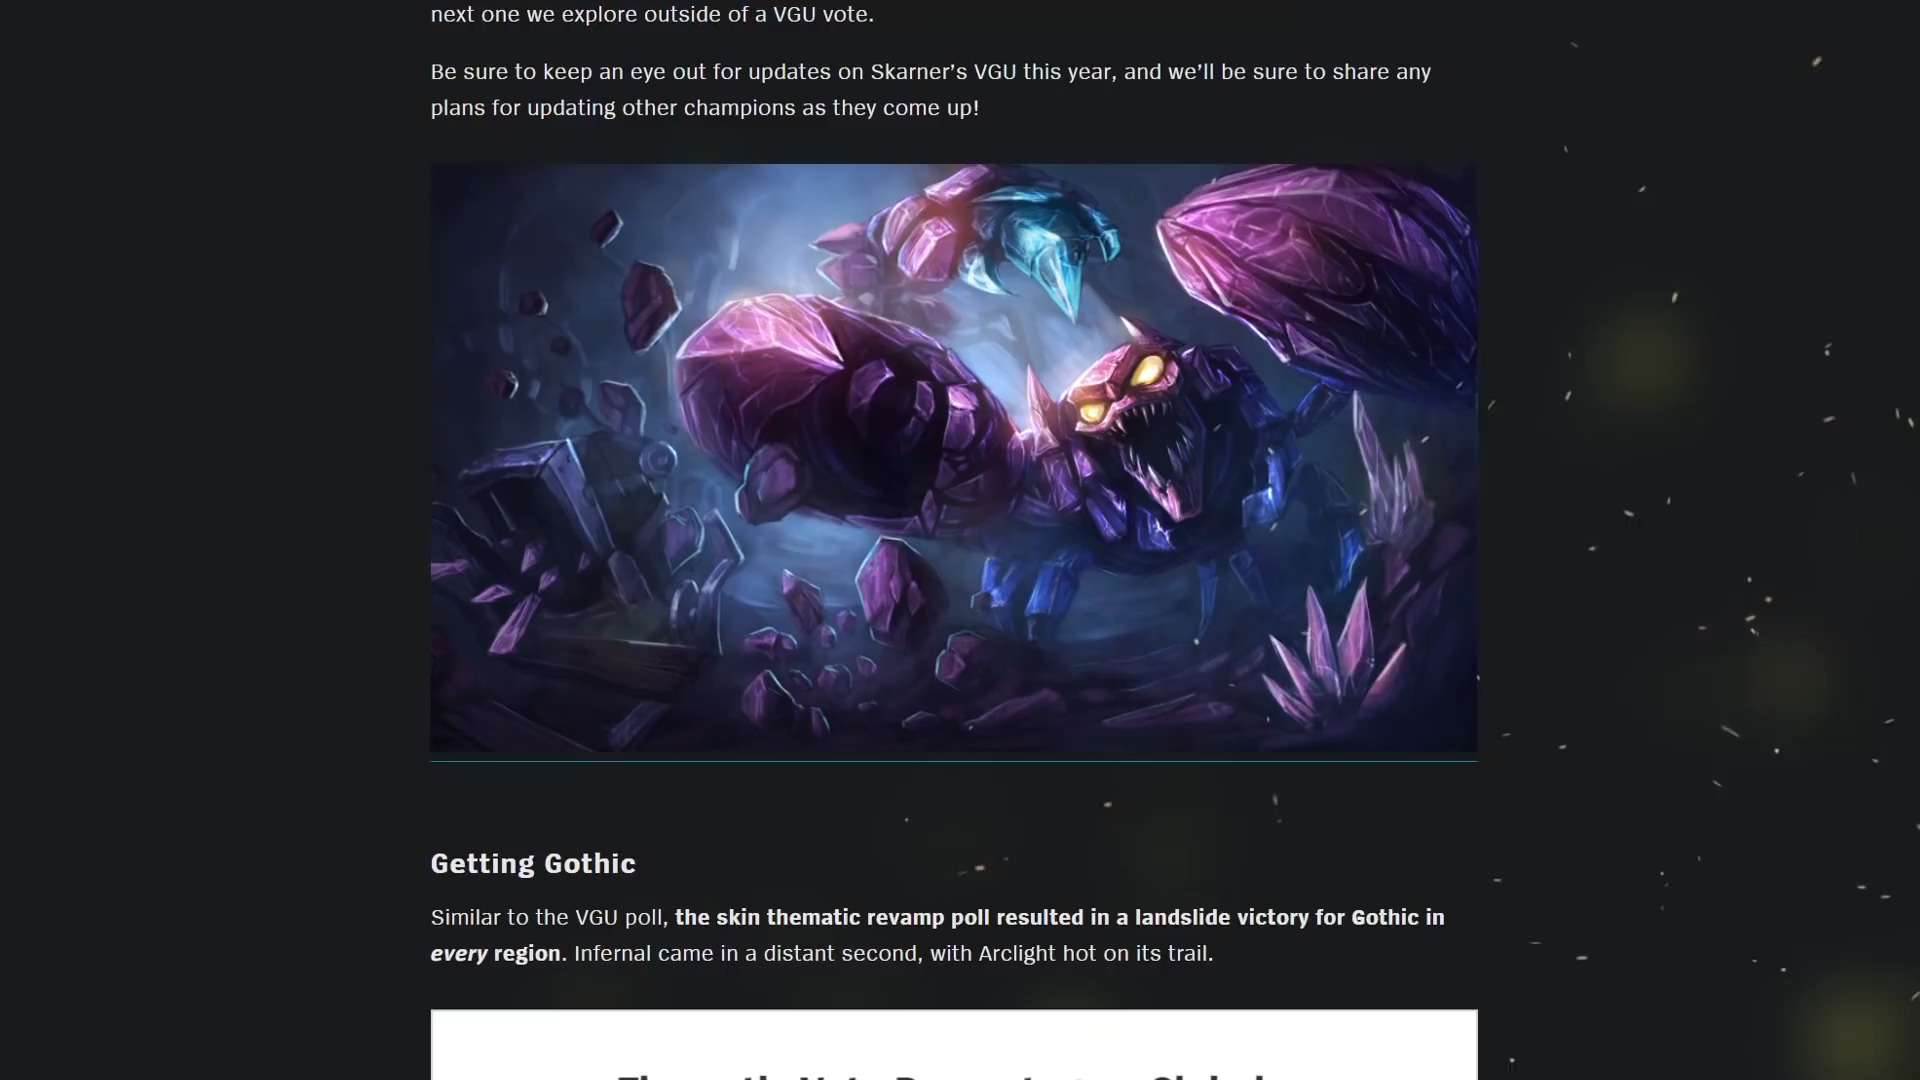 next one we explore outside of a VGU vote.
Be sure to keep an eye out for updates on Skarner’s VGU this year, and we’ll be sure to share any
plans for updating other champions as they come up!
Getting Gothic
Similar to the VGU poll, the skin thematic revamp poll resulted in a landslide victory for Gothic in
every region. Infernal came in a distant second, with Arclight hot on its trail.